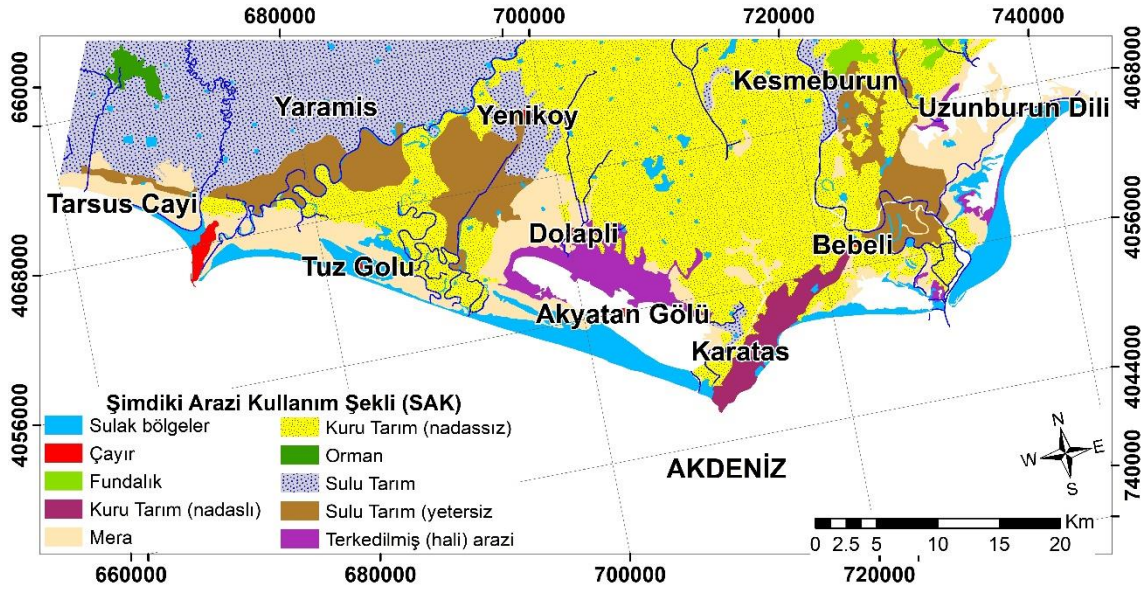 680000 700000 720000 740000
660000
4068000
Kesmeburun
Yaramis Yenikoy Uzunburun Dili
Tarsus Cayi
4056000
Dolapli Bebeli
Tuz Golu
4068000
Akyatan Gölü
Karatas
4044000
Şimdiki Arazi Kullanım Şekli (SAK)
Sulak bölgeler
Çayır
Fundalık
Kuru Tarım (nadaslı)
Mera
Kuru Tarım (nadassız)
Orman
Sulu Tarım
Sulu Tarım (yetersiz
Terkedilmiş (hali) arazi
4056000
AKDENİZ
N
W E
S
740000
Km
0 2.5 5 10 15 20
660000 680000 700000 720000